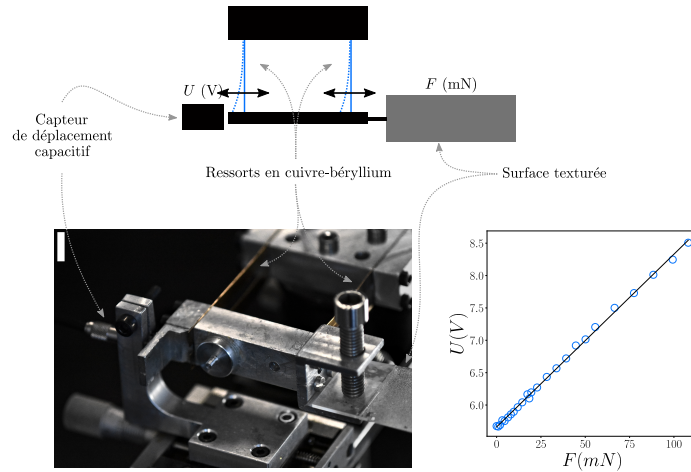 U (V)
F (mN)
Capteur
de déplacement
capacitif
Ressorts en cuivre-béryllium
Surface texturée
8.5
8.0
7.5
7.0
6.5
6.0
U(V)
0
25
50
75
100
F(mN)